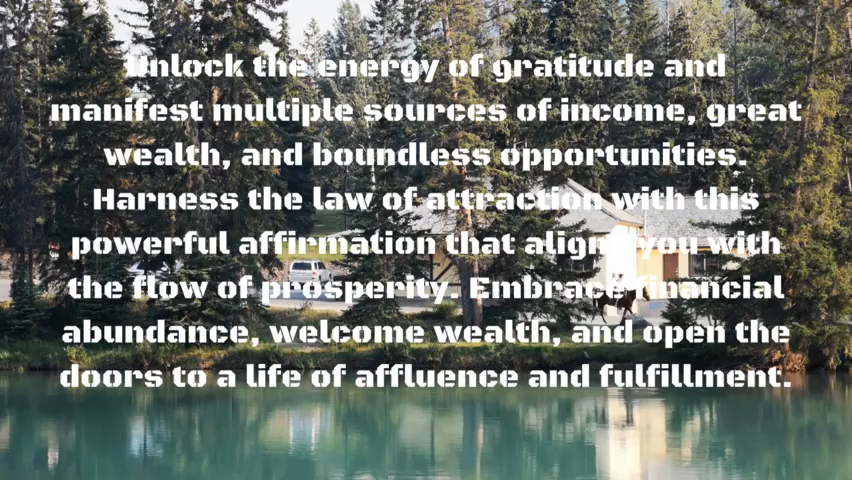 Unlock the energy of gratitude and
manifest multiple sources of income, great
wealth, and boundless opportunities.
Harness the law of attraction with this
powerful affirmation that aligns you with
the flow of prosperity. Embrace financial
abundance, welcome wealth, and open the
doors to a life of affluence and fulfillment.